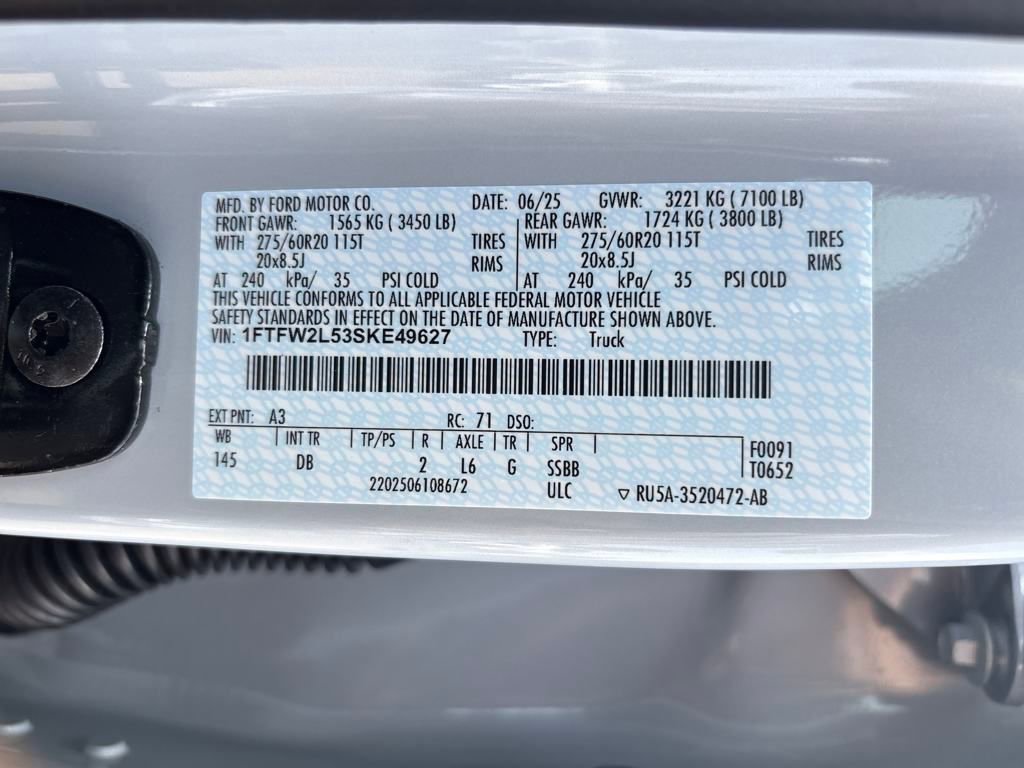 MFD. BY FORD MOTOR CO. DATE: 06/25 GVWR: 3221 KG ( 7100 LB)
FRONT GAWR: 1565 KG ( 3450 LB) REAR GAWR: 1724 KG ( 3800 LB)
WITH 275/60R20 115T TIRES WITH 275/60R20 115T TIRES
20x8.5J RIMS 20x8.5J RIMS
AT 240 kPa/ 35 PSI COLD AT 240 kPa/ 35 PSI COLD
THIS VEHICLE CONFORMS TO ALL APPLICABLE FEDERAL MOTOR VEHICLE
SAFETY STANDARDS IN EFFECT ON THE DATE OF MANUFACTURE SHOWN ABOVE.
VIN: 1FTFW2L53SKE49627 TYPE: Truck
EXT PNT: A3 RC: 71 DSO:
WB INT TR TP/PS R AXLE TR SPR F0091
145 DB 2 L6 G SSBB T0652
2202506108672 ULC ▽ RU5A-3520472-AB